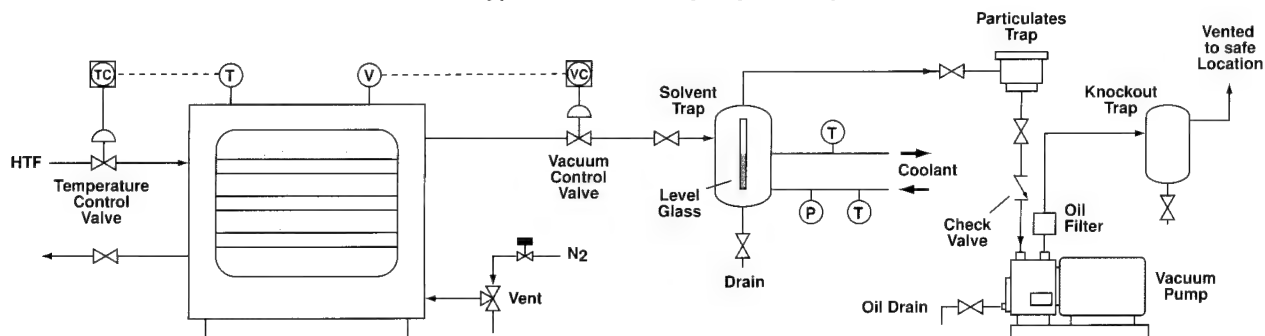 Particulates
Trap
Vented
to safe
Location
TC
T
V
VC
Solvent
Trap
Knockout
Trap
HTF
Temperature
Control
Valve
Vacuum
Control
Valve
T
Coolant
Level
Glass
P
T
Check
Valve
Oil
Filter
N2
Vent
Drain
Oil Drain
Vacuum
Pump